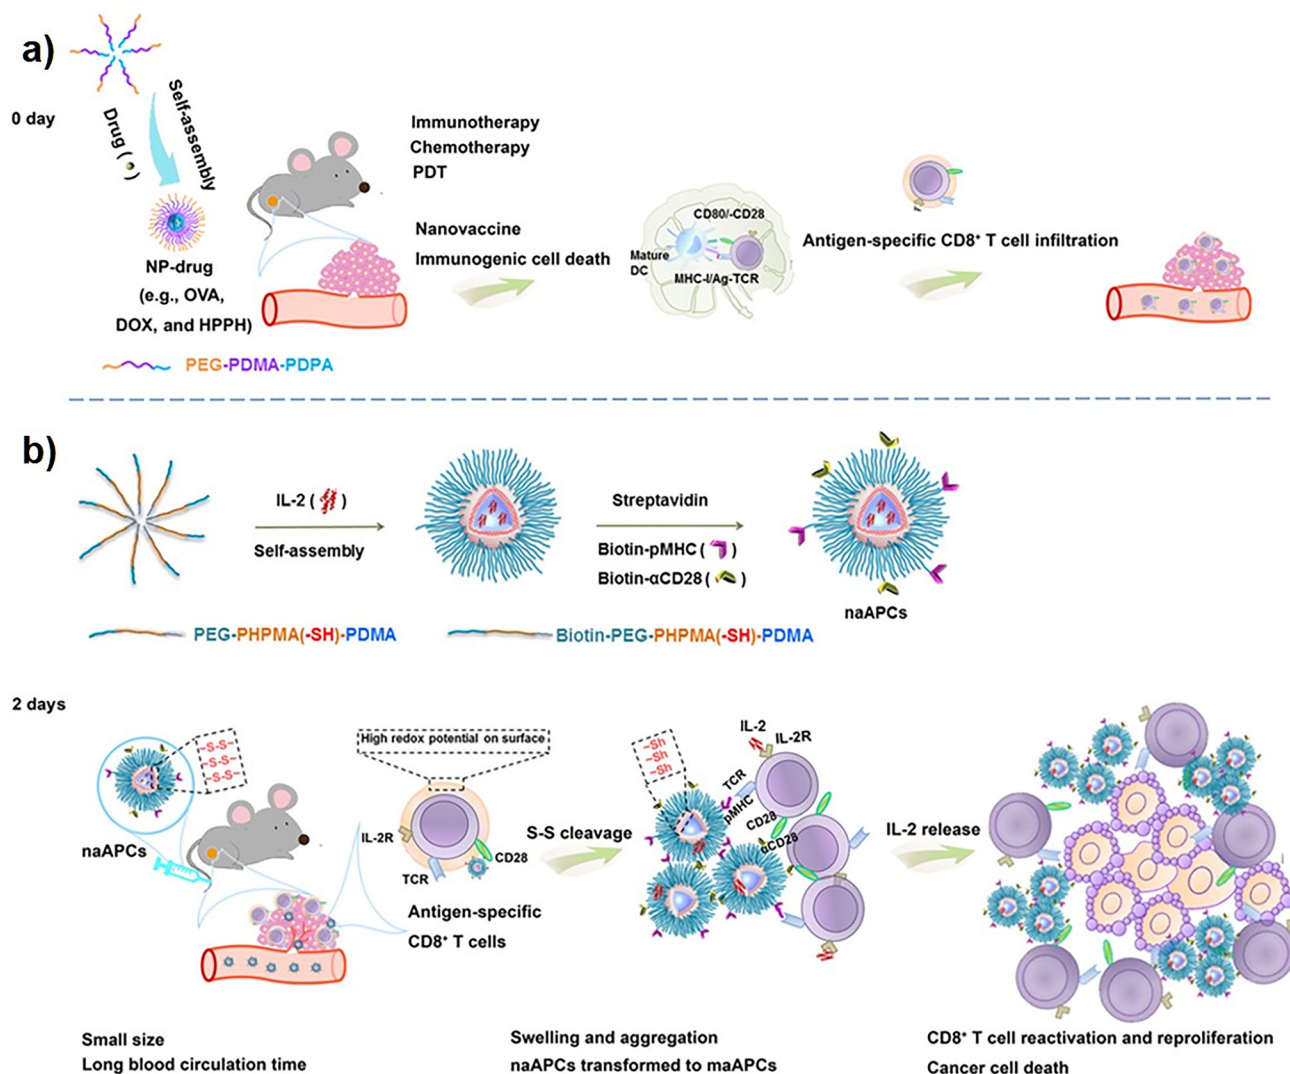 a)
0 day
Drug ( )
Self-assembly
NP-drug
(e.g., OVA,
DOX, and HPPH)
PEG-PDMA-PDPA
Immunotherapy
Chemotherapy
PDT
Nanovaccine
Immunogenic cell death
CD80/-CD28
Mature
DC
MHC-I/Ag-TCR
Antigen-specific CD8⁺ T cell infiltration
b)
IL-2 ( )
Self-assembly
Streptavidin
Biotin-pMHC ( )
Biotin-αCD28 ( )
naAPCs
PEG-PHPMA(-SH)-PDMA
Biotin-PEG-PHPMA(-SH)-PDMA
2 days
naAPCs
-S-S-
-S-S-
-S-S-
High redox potential on surface
IL-2R
TCR
CD28
Antigen-specific
CD8⁺ T cells
S-S cleavage
-Sh
-Sh
-Sh
IL-2
IL-2R
TCR
pMHC
CD28
αCD28
IL-2 release
Small size
Long blood circulation time
Swelling and aggregation
naAPCs transformed to maAPCs
CD8⁺ T cell reactivation and reproliferation
Cancer cell death